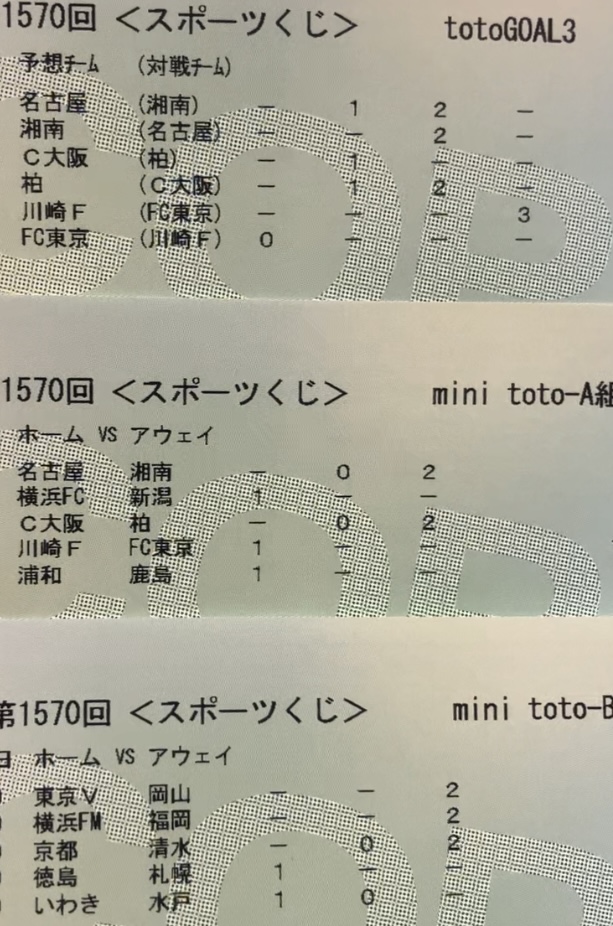 1570回 <スポーツくじ> totoGOAL3
予想チーム (対戦チーム)
名古屋 (湘南) - 1 2 -
湘南 (名古屋) - - 2 -
C大阪 (柏) - 1 - -
柏 (C大阪) - 1 2 -
川崎F (FC東京) - - - 3
FC東京 (川崎F) 0 - - -
1570回 <スポーツくじ> mini toto-A組
ホーム VS アウェイ
名古屋 湘南 - 0 2
横浜FC 新潟 1 - -
C大阪 柏 - 0 2
川崎F FC東京 1 - -
浦和 鹿島 1 - -
第1570回 <スポーツくじ> mini toto-B
ホーム VS アウェイ
東京V 岡山 - - 2
横浜FM 福岡 - - 2
京都 清水 - 0 2
徳島 札幌 1 - -
いわき 水戸 1 0 -